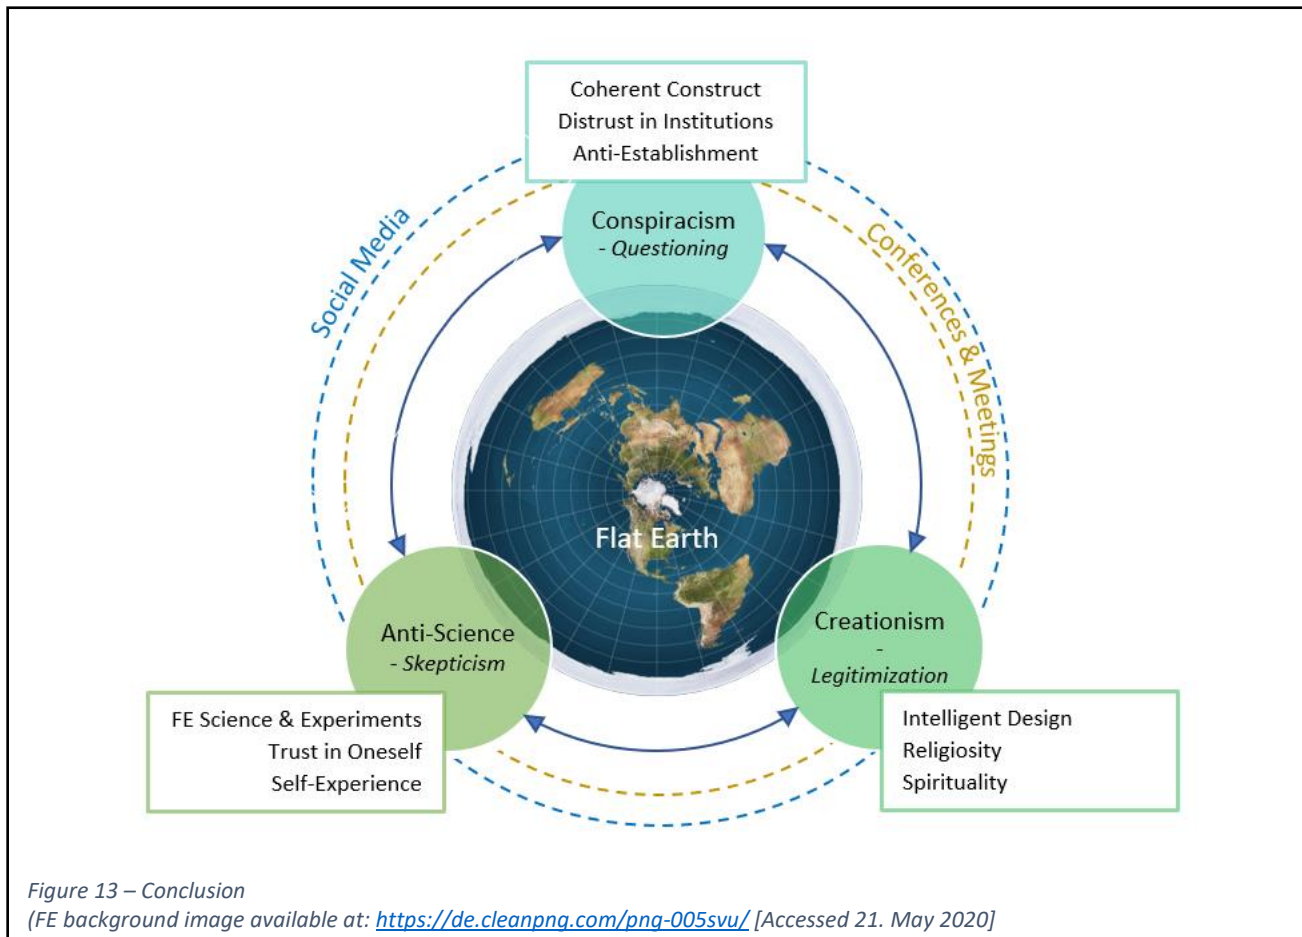 Coherent Construct
Distrust in Institutions
Anti-Establishment
Conspiracism
- Questioning
Social Media
Conferences & Meetings
Flat Earth
Anti-Science
- Skepticism
FE Science & Experiments
Trust in Oneself
Self-Experience
Creationism
-
Legitimization
Intelligent Design
Religiosity
Spirituality
Figure 13 – Conclusion
(FE background image available at: https://de.cleanpng.com/png-005svu/ [Accessed 21. May 2020]